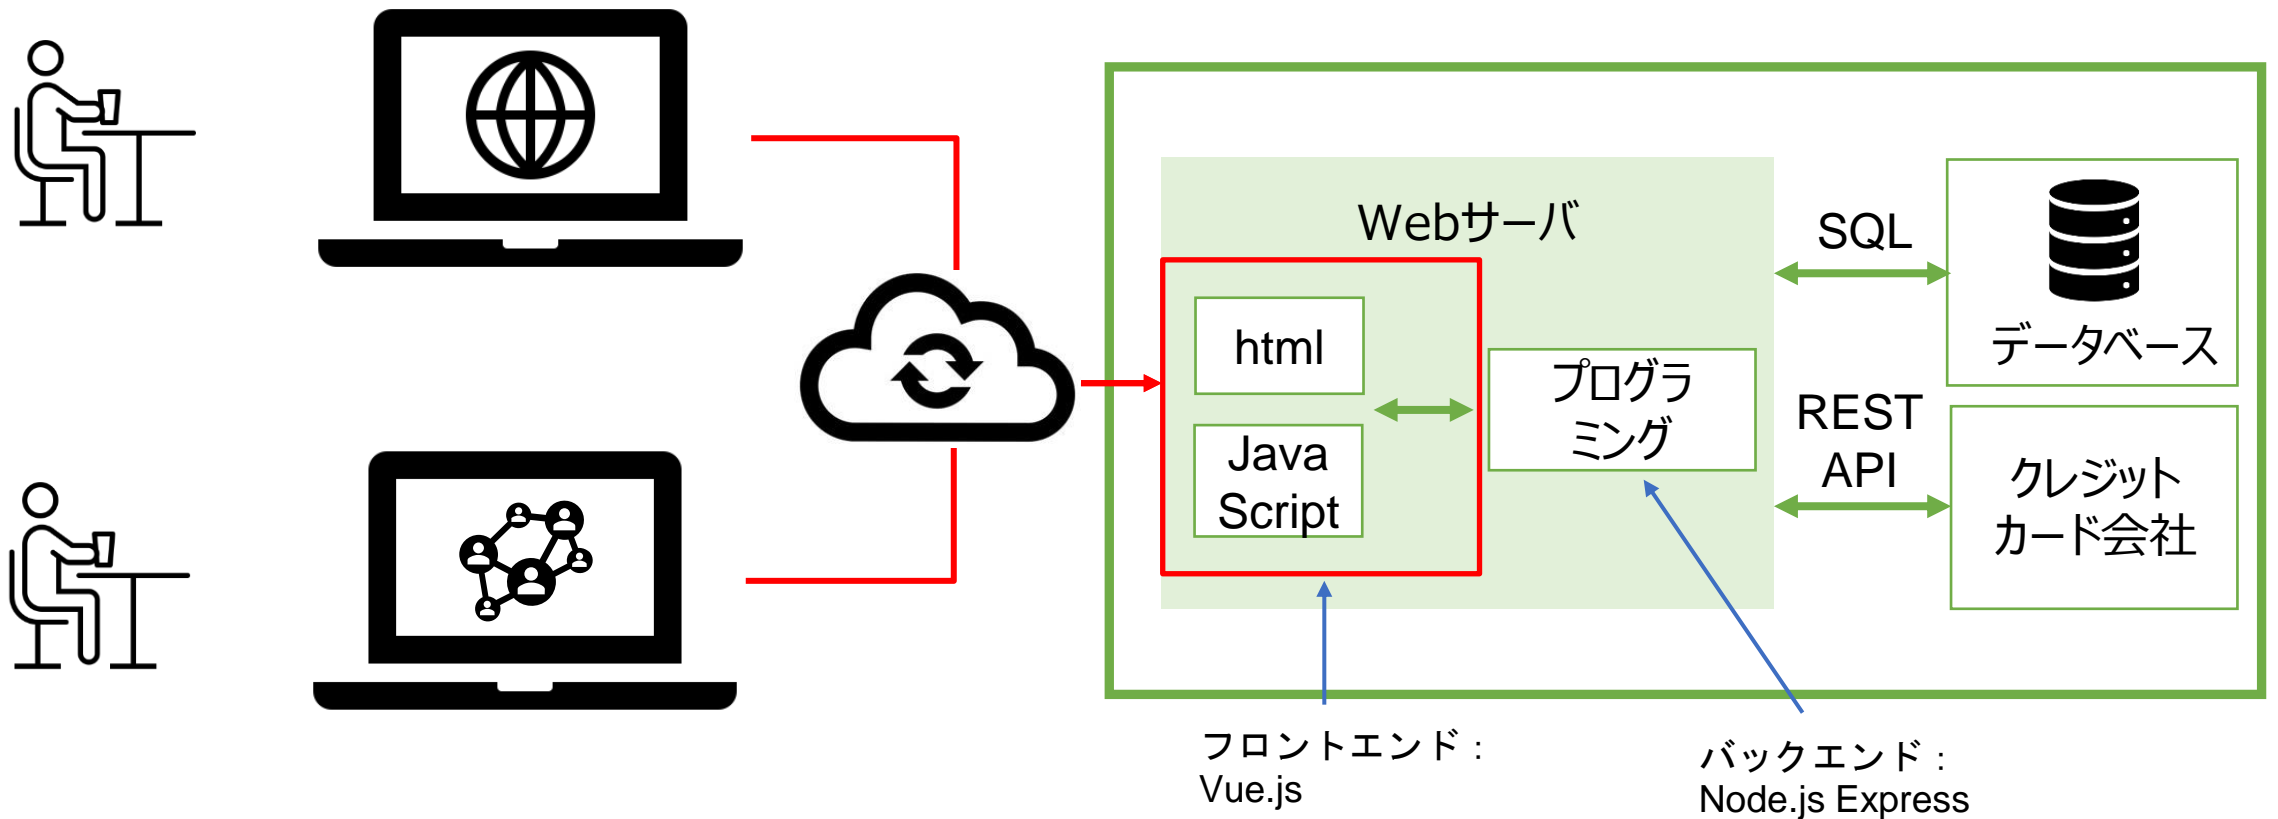 Webサーバ
html
Java
Script
プログラ
ミング
SQL
データベース
REST
API
クレジット
カード会社
フロントエンド：
Vue.js
バックエンド：
Node.js Express